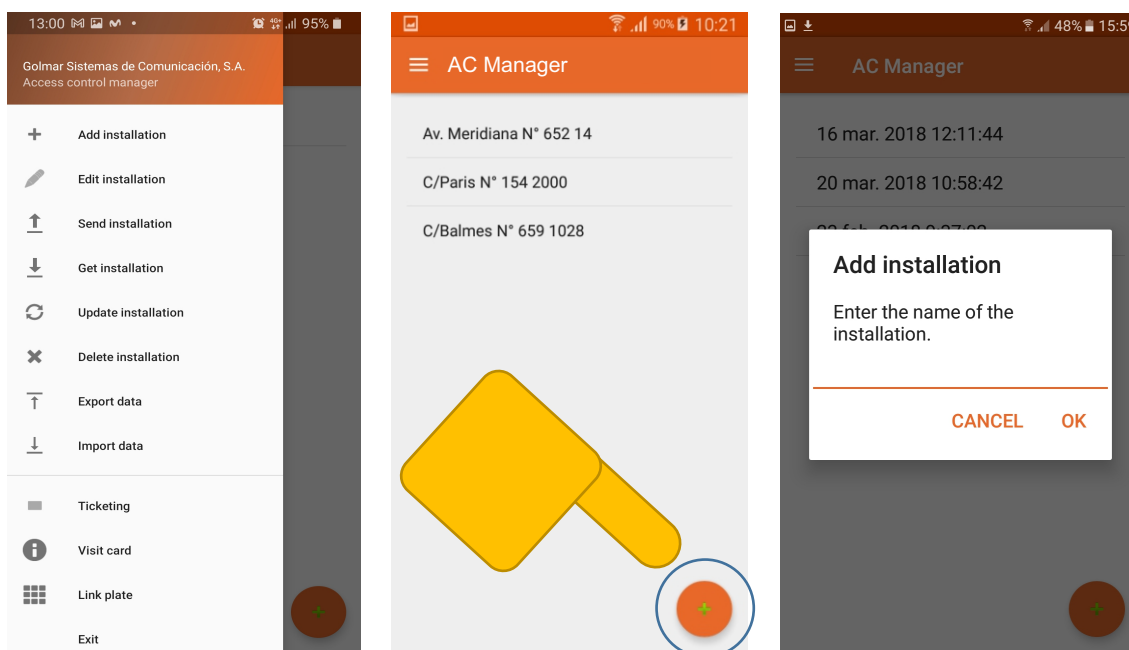 13:00 95%
Golmar Sistemas de Comunicación, S.A.
Access control manager
Add installation
Edit installation
Send installation
Get installation
Update installation
Delete installation
Export data
Import data
Ticketing
Visit card
Link plate
Exit
90% 10:21
AC Manager
Av. Meridiana N° 652 14
C/Paris N° 154 2000
C/Balmes N° 659 1028
48% 15:59
AC Manager
16 mar. 2018 12:11:44
20 mar. 2018 10:58:42
Add installation
Enter the name of the
installation.
CANCEL OK